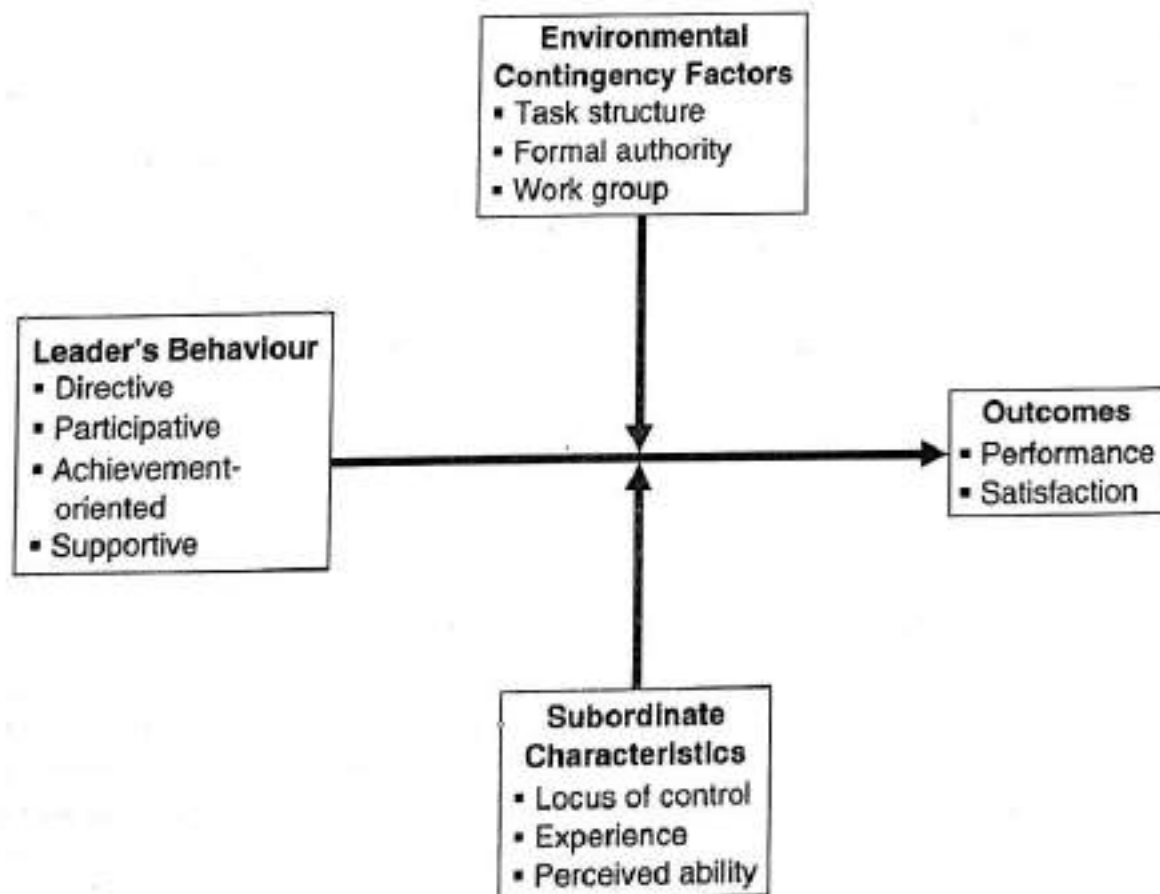 Environmental
Contingency Factors
▪ Task structure
▪ Formal authority
▪ Work group
Leader's Behaviour
▪ Directive
▪ Participative
▪ Achievement-
oriented
▪ Supportive
Outcomes
▪ Performance
▪ Satisfaction
Subordinate
Characteristics
▪ Locus of control
▪ Experience
▪ Perceived ability